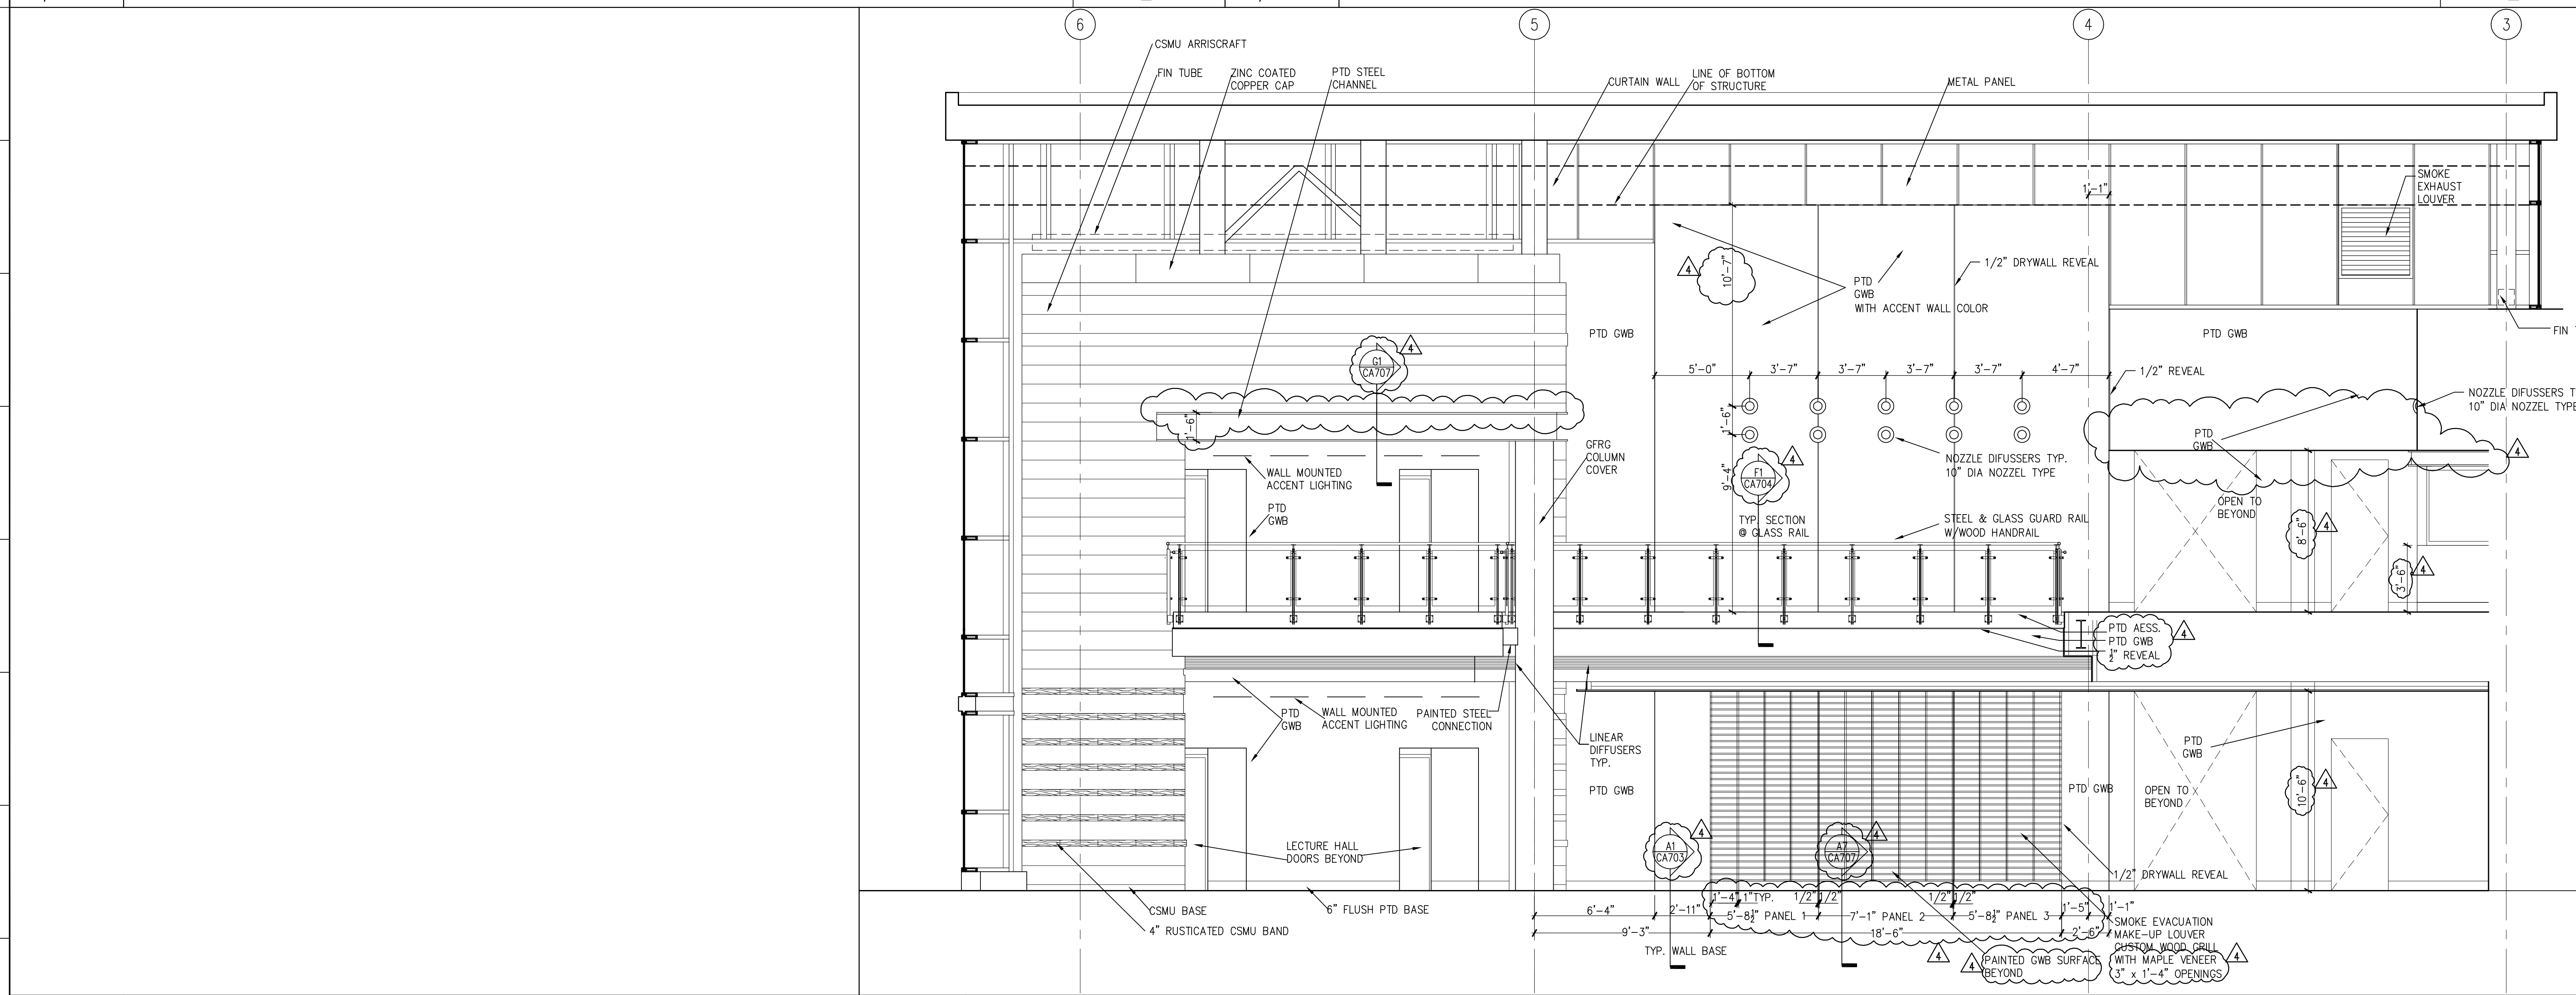 6
5
4
3
CSMU ARRISCRAFT
FIN TUBE
ZINC COATED
COPPER CAP
PTD STEEL
CHANNEL
CURTAIN WALL
LINE OF BOTTOM
OF STRUCTURE
METAL PANEL
SMOKE
EXHAUST
LOUVER
1'-1"
4
10'-7"
1/2" DRYWALL REVEAL
PTD
GWB
WITH ACCENT WALL COLOR
PTD GWB
PTD GWB
FIN
G1
CA707
4
5'-0"
3'-7"
3'-7"
3'-7"
3'-7"
4'-7"
1/2" REVEAL
NOZZLE DIFUSSERS T
10" DIA NOZZEL TYPE
1'-6"
1'-6"
PTD
GWB
4
GFRG
COLUMN
COVER
WALL MOUNTED
ACCENT LIGHTING
9'-4"
F1
CA704
4
NOZZLE DIFUSSERS TYP.
10" DIA NOZZEL TYPE
PTD
GWB
OPEN TO
BEYOND
TYP. SECTION
@ GLASS RAIL
STEEL & GLASS GUARD RAIL
W/WOOD HANDRAIL
8'-6"
4
3'-6"
4
PTD AESS.
PTD GWB
1/2" REVEAL
4
PTD
GWB
WALL MOUNTED
ACCENT LIGHTING
PAINTED STEEL
CONNECTION
LINEAR
DIFFUSERS
TYP.
PTD
GWB
PTD GWB
PTD GWB
OPEN TO
BEYOND
10'-6"
4
LECTURE HALL
DOORS BEYOND
A1
CA703
4
A7
CA707
4
1/2" DRYWALL REVEAL
CSMU BASE
6" FLUSH PTD BASE
4" RUSTICATED CSMU BAND
1'-4"
1"TYP.
1/2"
1/2"
1/2"
1/2"
6'-4"
2'-11"
5'-8½" PANEL 1
7'-1" PANEL 2
5'-8½" PANEL 3
1'-5"
1'-1"
9'-3"
18'-6"
2'-6"
TYP. WALL BASE
4
4
PAINTED GWB SURFACE
BEYOND
SMOKE EVACUATION
MAKE-UP LOUVER
CUSTOM WOOD GRILL
WITH MAPLE VENEER
3" x 1'-4" OPENINGS
4